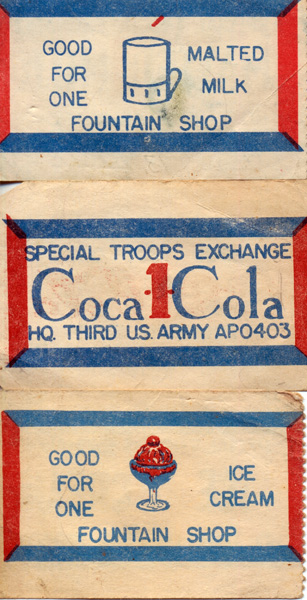 GOOD FOR ONE MALTED MILK
FOUNTAIN SHOP
SPECIAL TROOPS EXCHANGE
Coca 1 Cola
HQ. THIRD U.S. ARMY APO403
GOOD FOR ONE ICE CREAM
FOUNTAIN SHOP